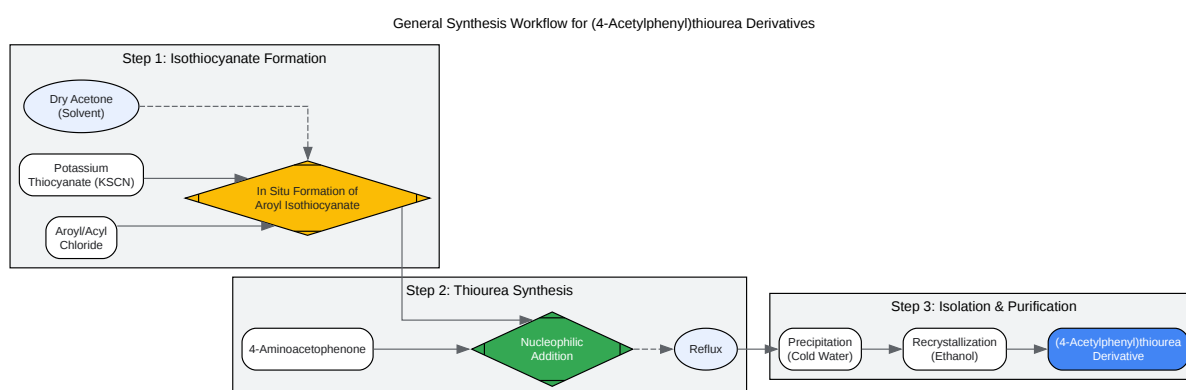 General Synthesis Workflow for (4-Acetylphenyl)thiourea Derivatives
Step 1: Isothiocyanate Formation
Dry Acetone
(Solvent)
Potassium
Thiocyanate (KSCN)
In Situ Formation of
Aroyl Isothiocyanate
Aroyl/Acyl
Chloride
Step 2: Thiourea Synthesis
4-Aminoacetophenone
Nucleophilic
Addition
Reflux
Step 3: Isolation & Purification
Precipitation
(Cold Water)
Recrystallization
(Ethanol)
(4-Acetylphenyl)thiourea
Derivative